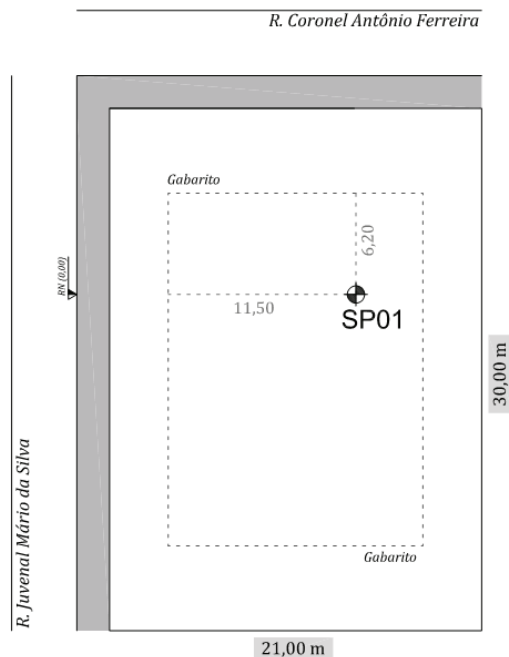 R. Coronel Antônio Ferreira
Gabarito
6,20
RN (0.00)
11,50
SP01
30,00 m
R. Juvenal Mário da Silva
Gabarito
21,00 m